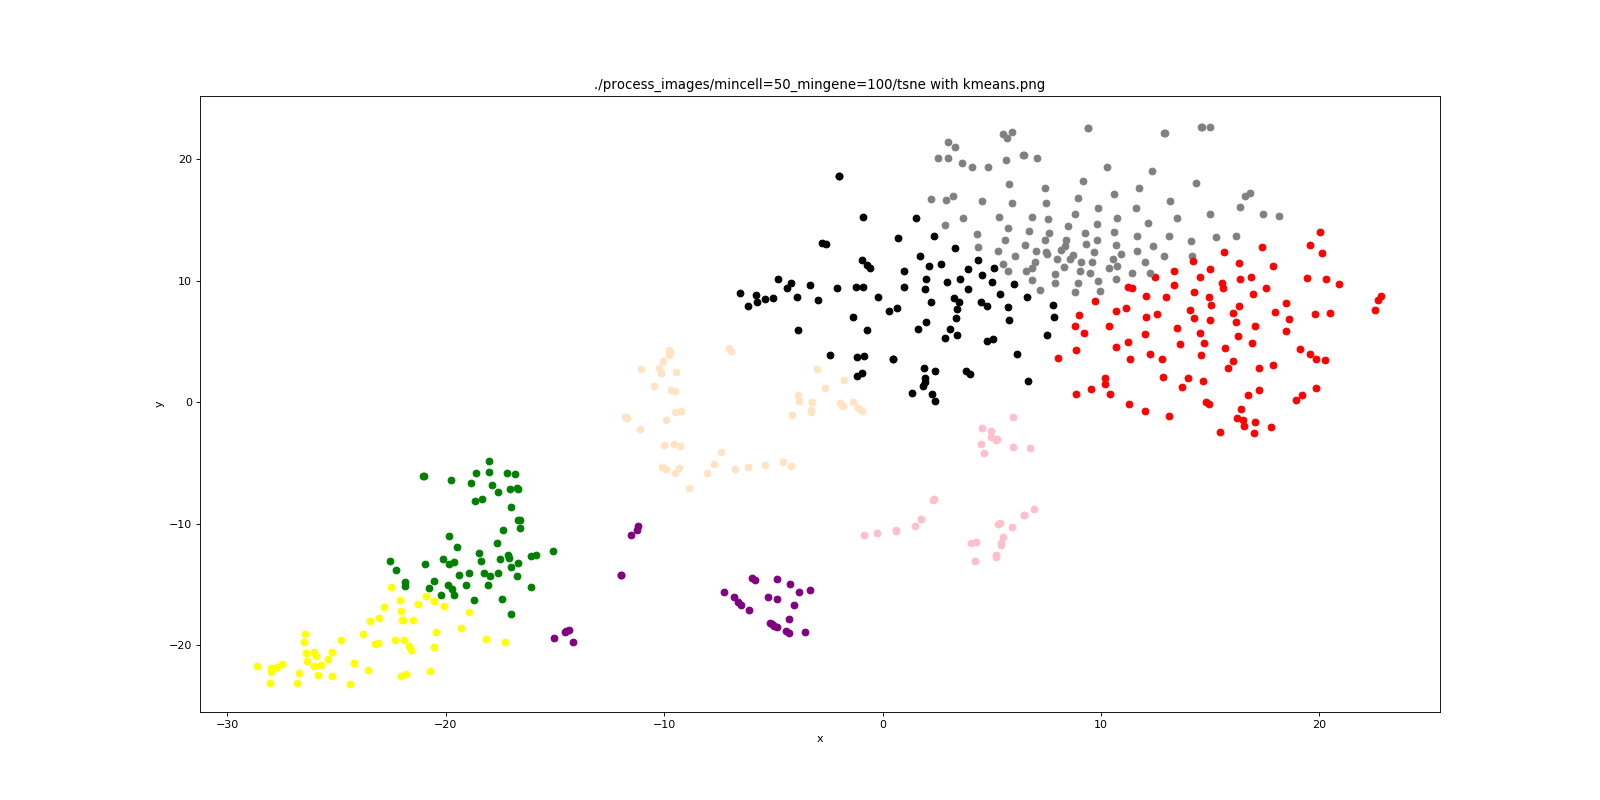 ./process_images/mincell=50_mingene=100/tsne with kmeans.png
20
10
0
−10
−20
y
−30 −20 −10 0 10 20
x